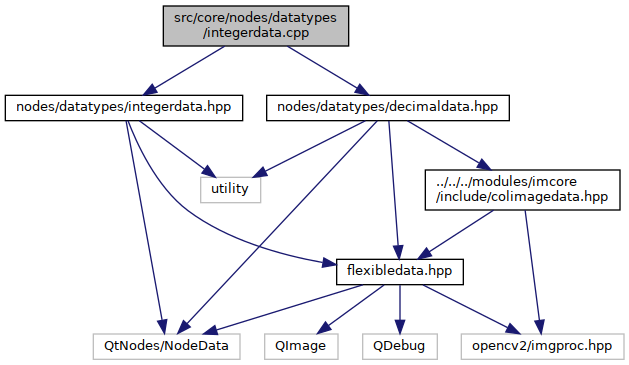 src/core/nodes/datatypes
/integerdata.cpp
nodes/datatypes/integerdata.hpp
nodes/datatypes/decimaldata.hpp
utility
../../../modules/imcore
/include/colimagedata.hpp
flexibledata.hpp
QtNodes/NodeData
QImage
QDebug
opencv2/imgproc.hpp